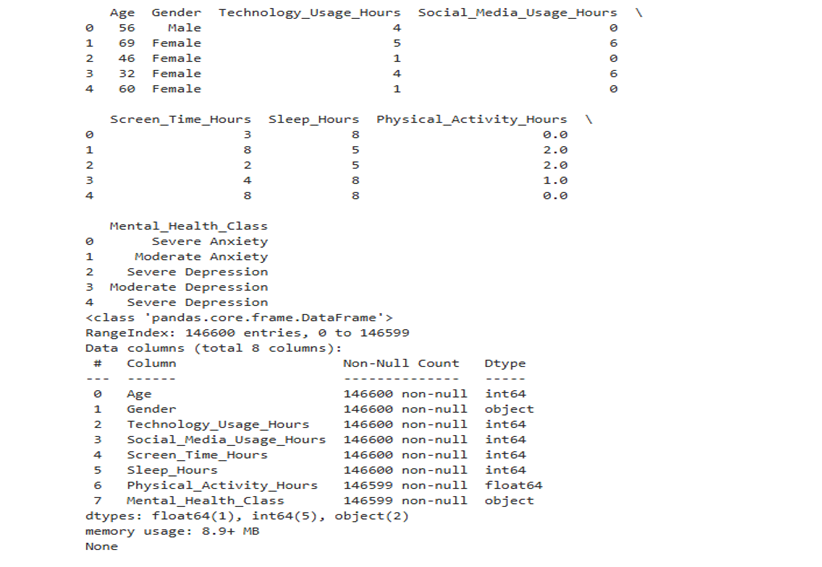 Age  Gender  Technology_Usage_Hours  Social_Media_Usage_Hours  \
0   56    Male                       4                         0
1   69  Female                       5                         6
2   46  Female                       1                         0
3   32  Female                       4                         6
4   60  Female                       1                         0
   Screen_Time_Hours  Sleep_Hours  Physical_Activity_Hours  \
0                  3            8                      0.0
1                  8            5                      2.0
2                  2            5                      2.0
3                  4            8                      1.0
4                  8            8                      0.0
   Mental_Health_Class
0       Severe Anxiety
1     Moderate Anxiety
2    Severe Depression
3  Moderate Depression
4    Severe Depression
<class 'pandas.core.frame.DataFrame'>
RangeIndex: 146600 entries, 0 to 146599
Data columns (total 8 columns):
 #   Column                    Non-Null Count   Dtype
---  ------                    --------------   -----
 0   Age                       146600 non-null  int64
 1   Gender                    146600 non-null  object
 2   Technology_Usage_Hours    146600 non-null  int64
 3   Social_Media_Usage_Hours  146600 non-null  int64
 4   Screen_Time_Hours         146600 non-null  int64
 5   Sleep_Hours               146600 non-null  int64
 6   Physical_Activity_Hours   146599 non-null  float64
 7   Mental_Health_Class       146599 non-null  object
dtypes: float64(1), int64(5), object(2)
memory usage: 8.9+ MB
None